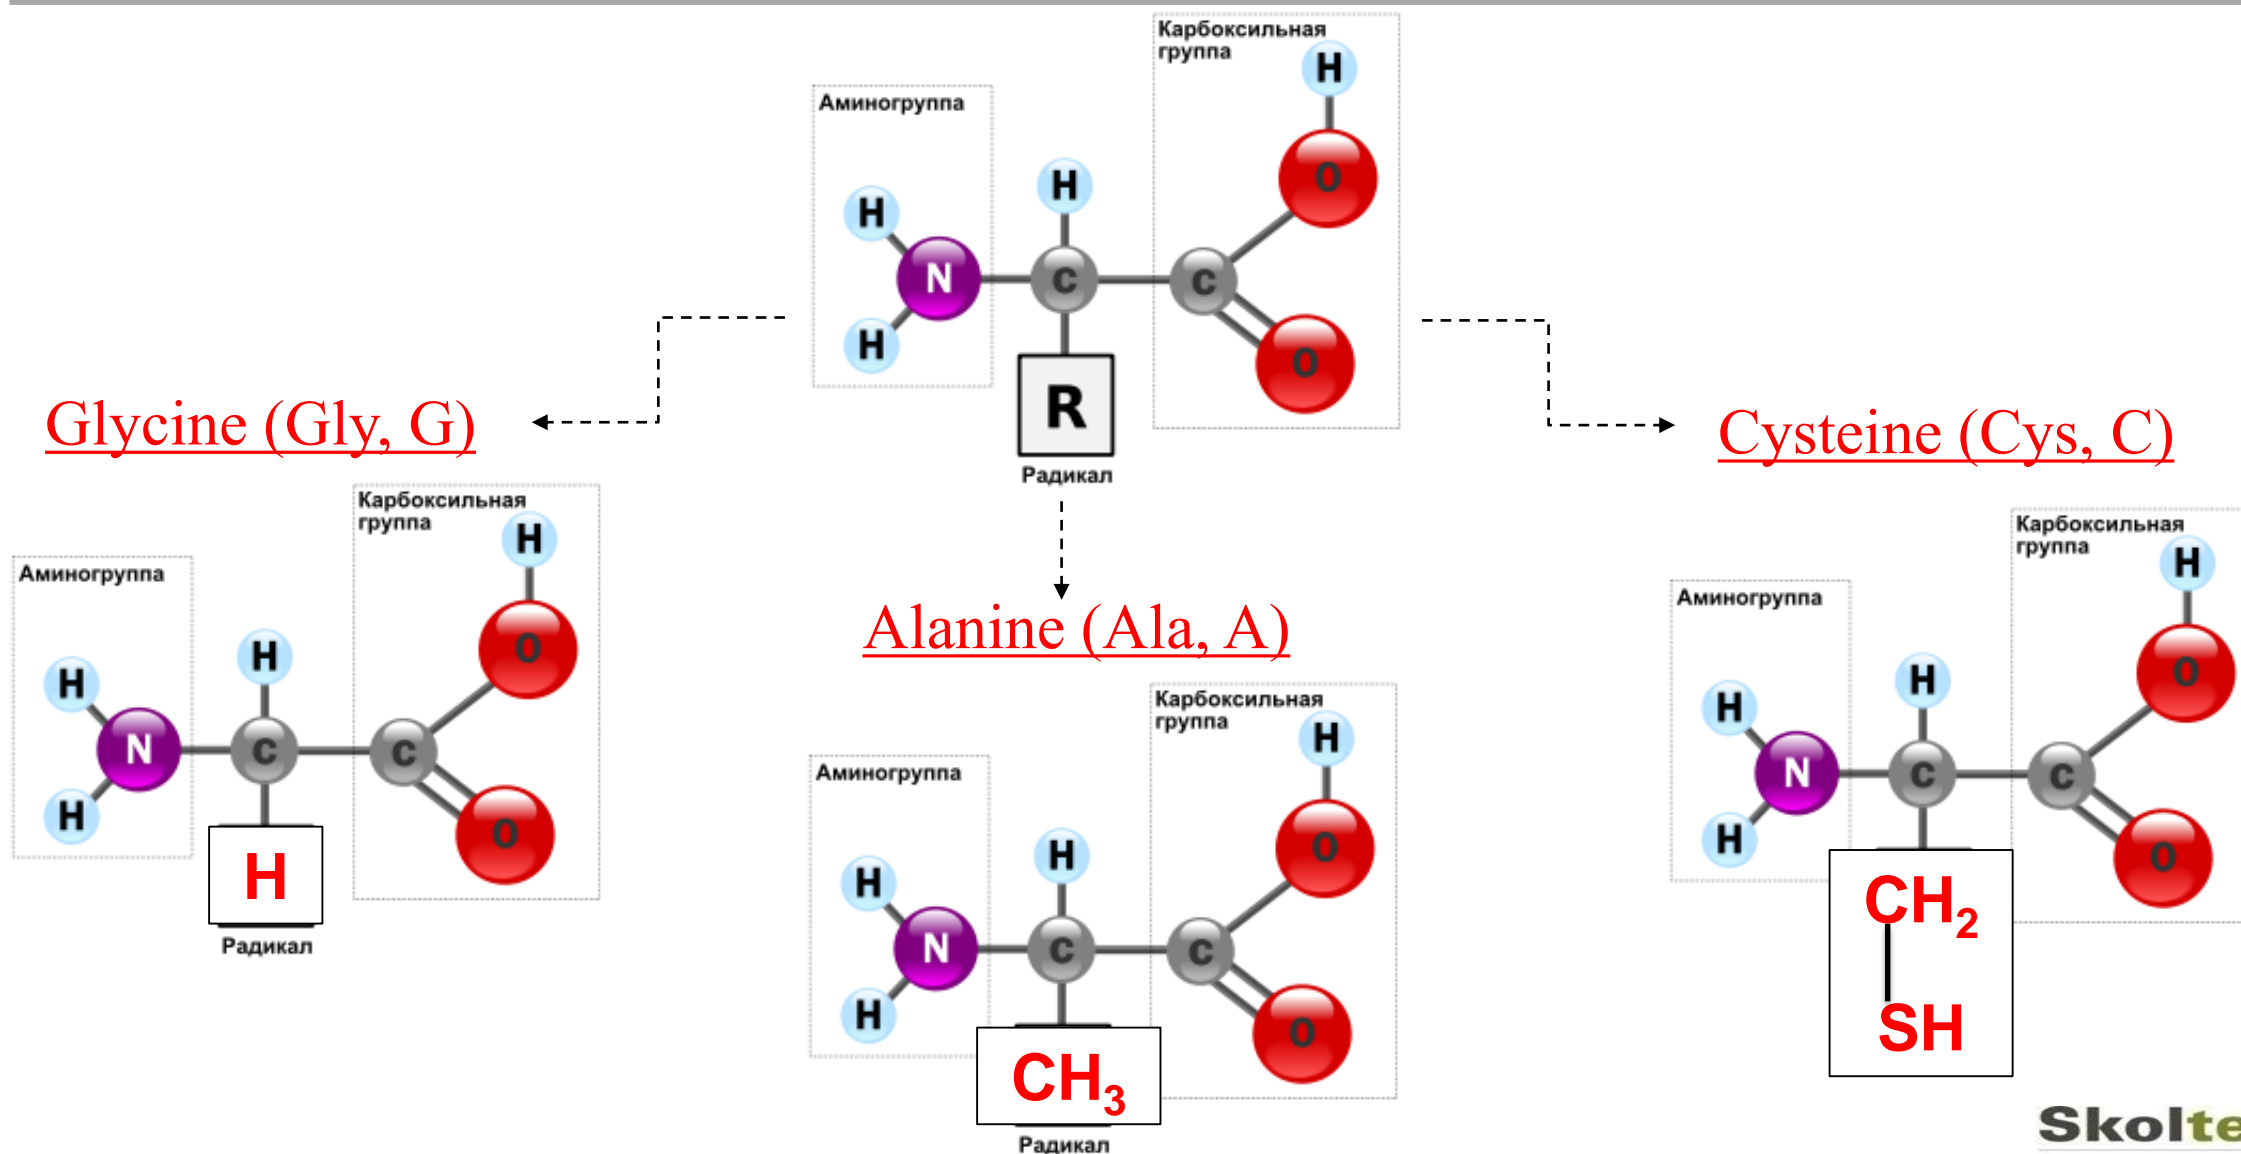 Карбоксильная
группа
H
Аминогруппа
O
H
H
N
C
C
H
O
R
Радикал
Glycine (Gly, G)
Cysteine (Cys, C)
Alanine (Ala, A)
Карбоксильная
группа
H
Аминогруппа
O
H
H
N
C
C
H
O
H
Радикал
Карбоксильная
группа
H
Аминогруппа
O
H
H
N
C
C
H
O
CH3
Радикал
Карбоксильная
группа
H
Аминогруппа
O
H
H
N
C
C
H
O
CH2
SH
Skolte